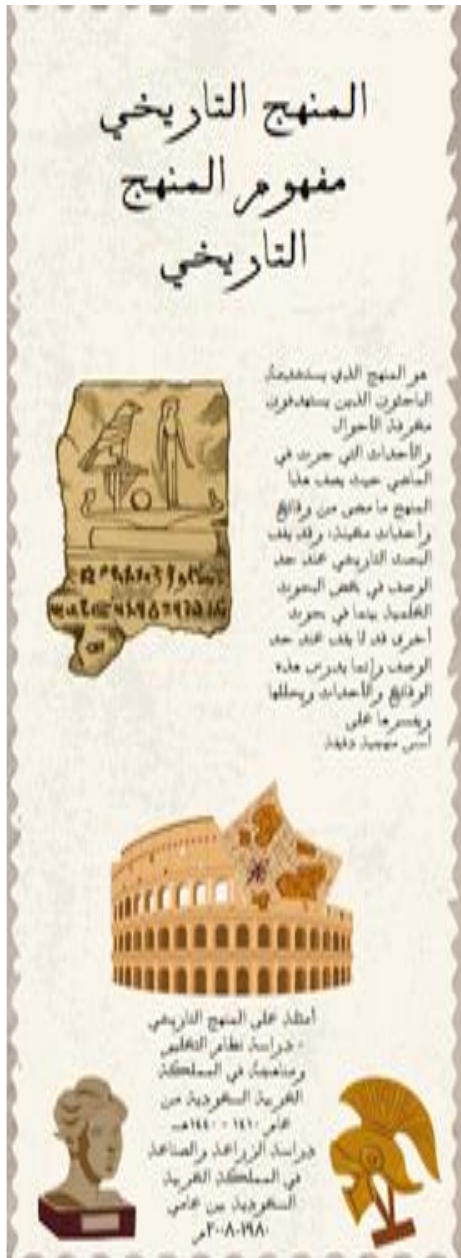 المنهج التاريخي
مفهوم المنهج
التاريخي
هو المنهج الذي يستخدمه
الباحثون الذين يستهدفون
معرفة الأحوال
والأحداث التي جرت في
الماضي حيث يصف هذا
المنهج ما مضى من وقائع
وأحداث معينة، وقد يقف
البحث التاريخي عند حد
الوصف في بعض البحوث
العلمية بينما في بحوث
أخرى قد لا يقف عند حد
الوصف وإنما يدرس هذه
الوقائع والأحداث ويحللها
ويفسرها على
أسس منهجية دقيقة
أمثلة على المنهج التاريخي
- دراسة نظام التعليم
ومناهجه في المملكة
العربية السعودية من
عام ١٤١٠ - ١٤٤٠هـ
دراسة الزراعة والصناعة
في المملكة العربية
السعودية بين عامي
١٩٨٠-٢٠٠٨م